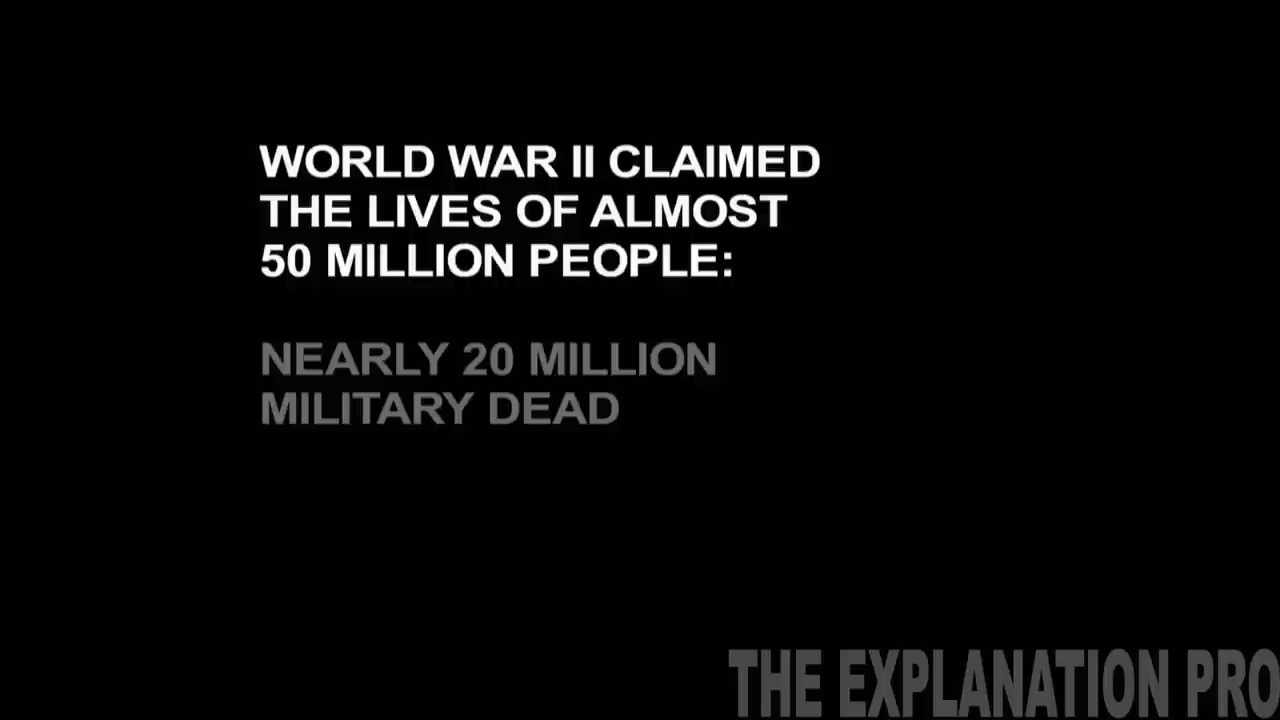 WORLD WAR II CLAIMED
THE LIVES OF ALMOST
50 MILLION PEOPLE:
NEARLY 20 MILLION
MILITARY DEAD
THE EXPLANATION PRO